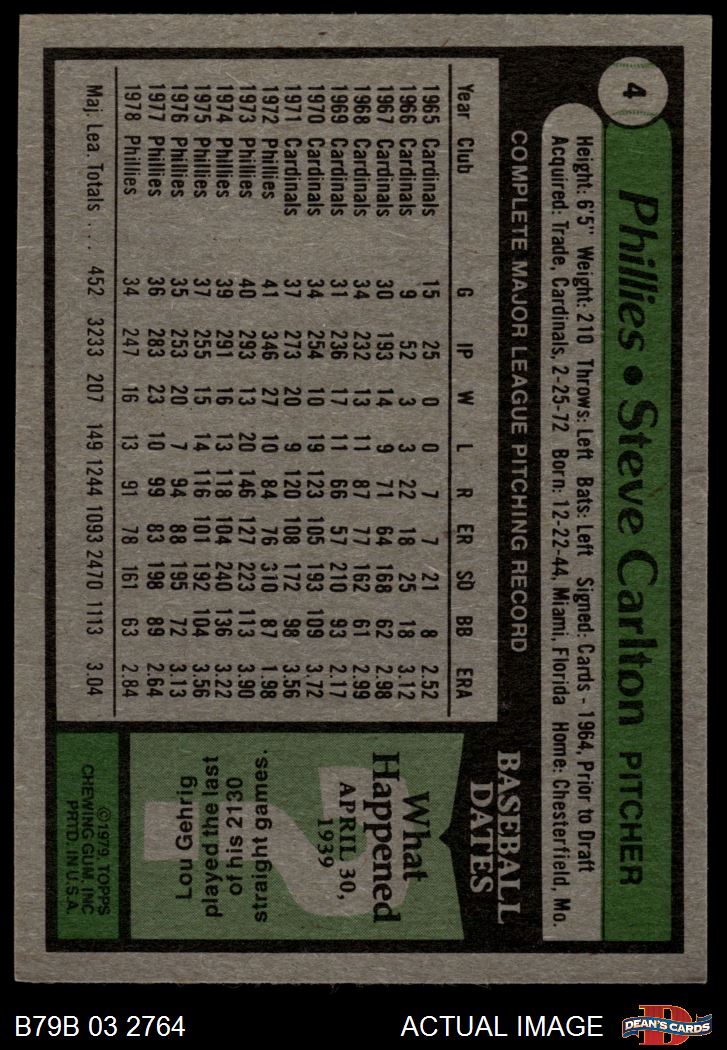 4
Phillies • Steve Carlton PITCHER
Height: 6'5" Weight: 210 Throws: Left Bats: Left Signed: Cards - 1964, Prior to Draft
Acquired: Trade, Cardinals, 2-25-72 Born: 12-22-44, Miami, Florida Home: Chesterfield, Mo.
COMPLETE MAJOR LEAGUE PITCHING RECORD
Year Club G IP W L R ER SO BB ERA
1965 Cardinals 15 25 0 0 7 7 21 8 2.52
1966 Cardinals 9 52 3 3 22 18 25 18 3.12
1967 Cardinals 30 193 14 9 71 64 168 62 2.98
1968 Cardinals 34 232 13 11 87 77 162 61 2.99
1969 Cardinals 31 236 17 11 66 57 210 93 2.17
1970 Cardinals 34 254 10 19 123 105 193 109 3.72
1971 Cardinals 37 273 20 9 120 108 172 98 3.56
1972 Phillies 41 346 27 10 84 76 310 87 1.98
1973 Phillies 40 293 13 20 146 127 223 113 3.90
1974 Phillies 39 291 16 13 118 104 240 136 3.22
1975 Phillies 37 255 15 14 116 101 192 104 3.56
1976 Phillies 35 253 20 7 94 88 195 72 3.13
1977 Phillies 36 283 23 10 99 83 198 89 2.64
1978 Phillies 34 247 16 13 91 78 161 63 2.84
Maj. Lea. Totals ... 452 3233 207 149 1244 1093 2470 1113 3.04
BASEBALL
DATES
What
Happened
APRIL 30,
1939
?
Lou Gehrig
played the last
of his 2130
straight games.
©1979, TOPPS
CHEWING GUM, INC
PRTD. IN U.S.A.
B79B 03 2764
ACTUAL IMAGE
D
DEAN'S CARDS